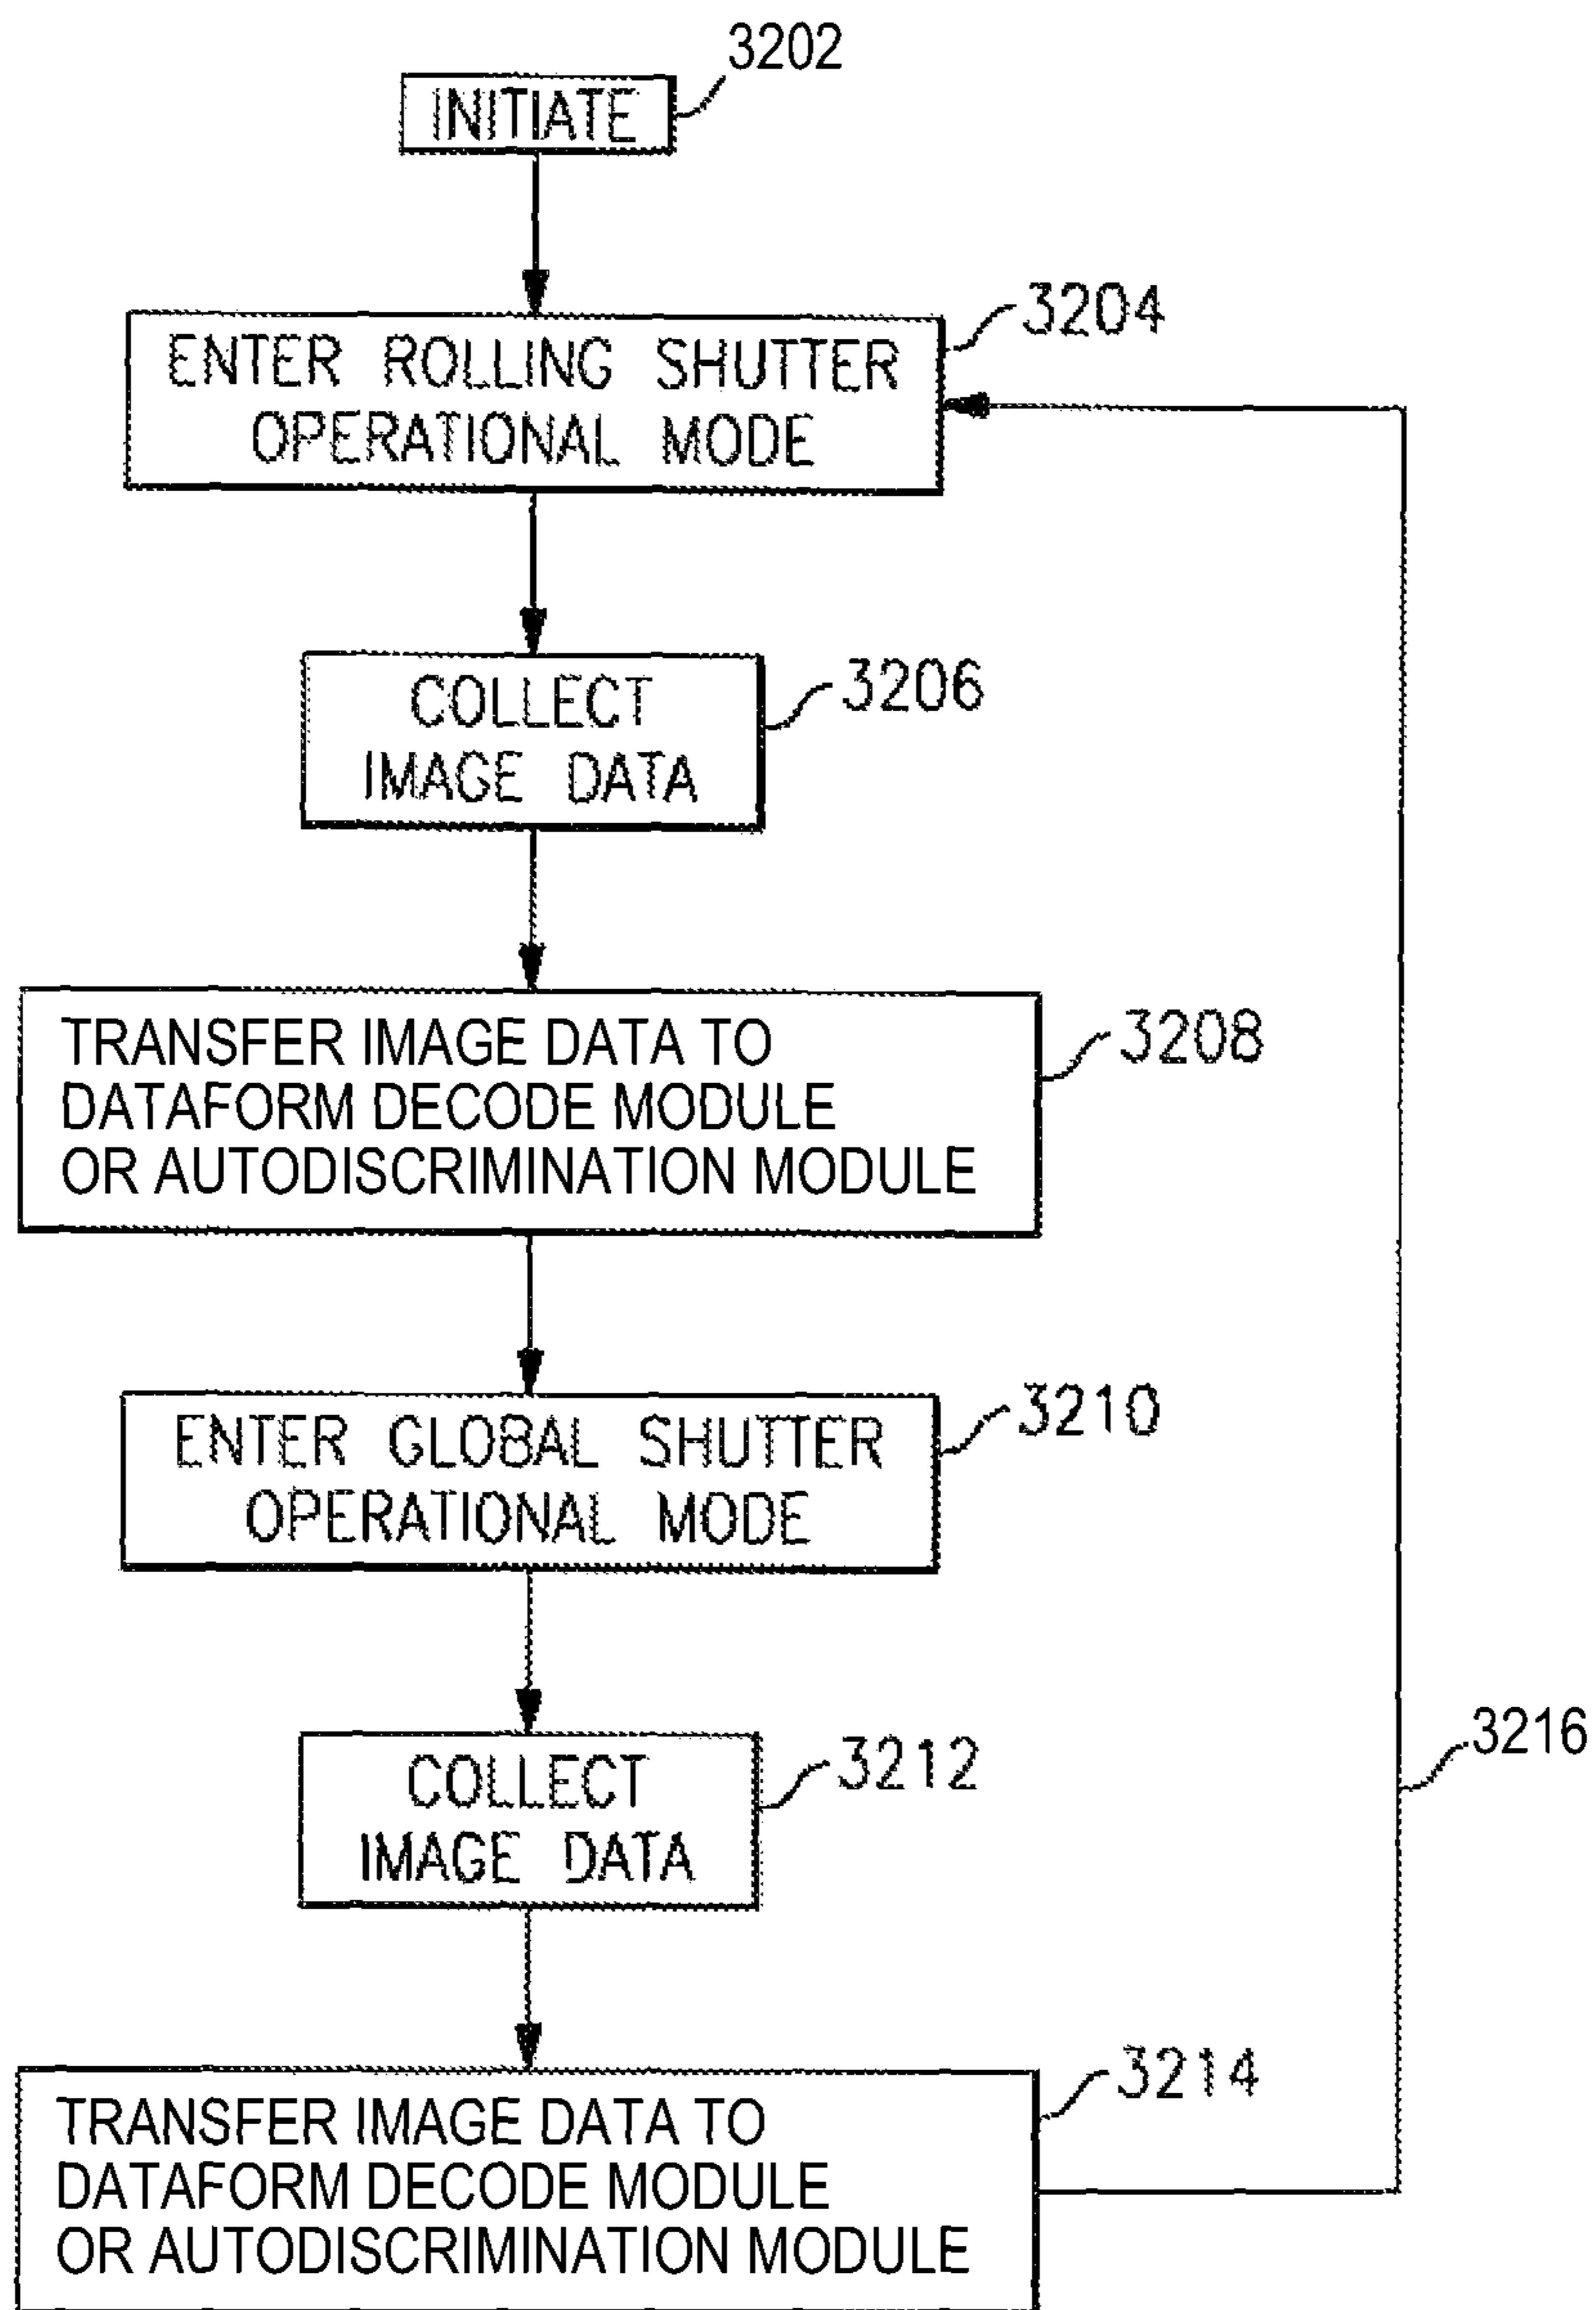 3202
INITIATE
3204
ENTER ROLLING SHUTTER
OPERATIONAL MODE
3206
COLLECT
IMAGE DATA
3208
TRANSFER IMAGE DATA TO
DATAFORM DECODE MODULE
OR AUTODISCRIMINATION MODULE
3210
ENTER GLOBAL SHUTTER
OPERATIONAL MODE
3216
3212
COLLECT
IMAGE DATA
3214
TRANSFER IMAGE DATA TO
DATAFORM DECODE MODULE
OR AUTODISCRIMINATION MODULE